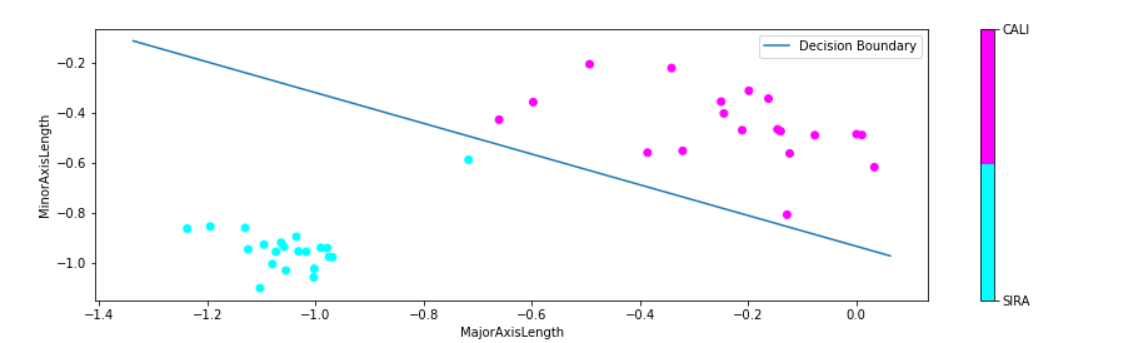 Decision Boundary
CALI
−0.2
−0.4
−0.6
−0.8
−1.0
MinorAxisLength
SIRA
−1.4
−1.2
−1.0
−0.8
−0.6
−0.4
−0.2
0.0
MajorAxisLength